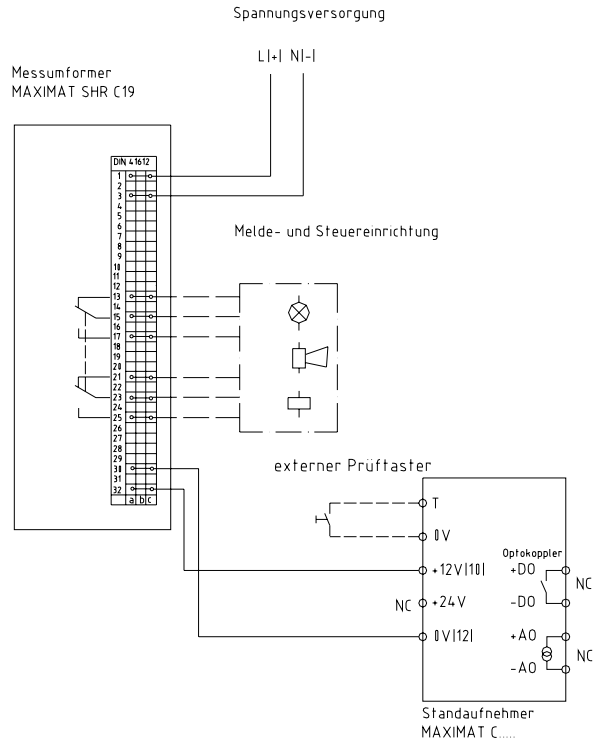 Spannungsversorgung
L|+| N|-|
Messumformer
MAXIMAT SHR C19
DIN 41612
1
2
3
4
5
6
7
8
9
10
11
12
13
14
15
16
17
18
19
20
21
22
23
24
25
26
27
28
29
30
31
32
a b c
Melde- und Steuereinrichtung
externer Prüftaster
T
0V
Optokoppler
+12V|10| +DO
NC
NC +24V -DO
0V|12| +AO
NC
-AO
Standaufnehmer
MAXIMAT C.....